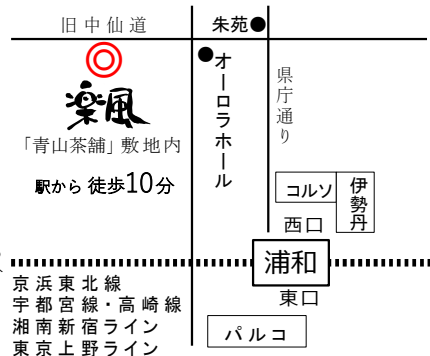 旧中仙道
朱苑●
●オーロラホール
県庁通り
楽風
「青山茶舗」敷地内
駅から 徒歩10分
コルソ
伊勢丹
西口
浦和
東口
京浜東北線
宇都宮線・高崎線
湘南新宿ライン
東京上野ライン
パルコ